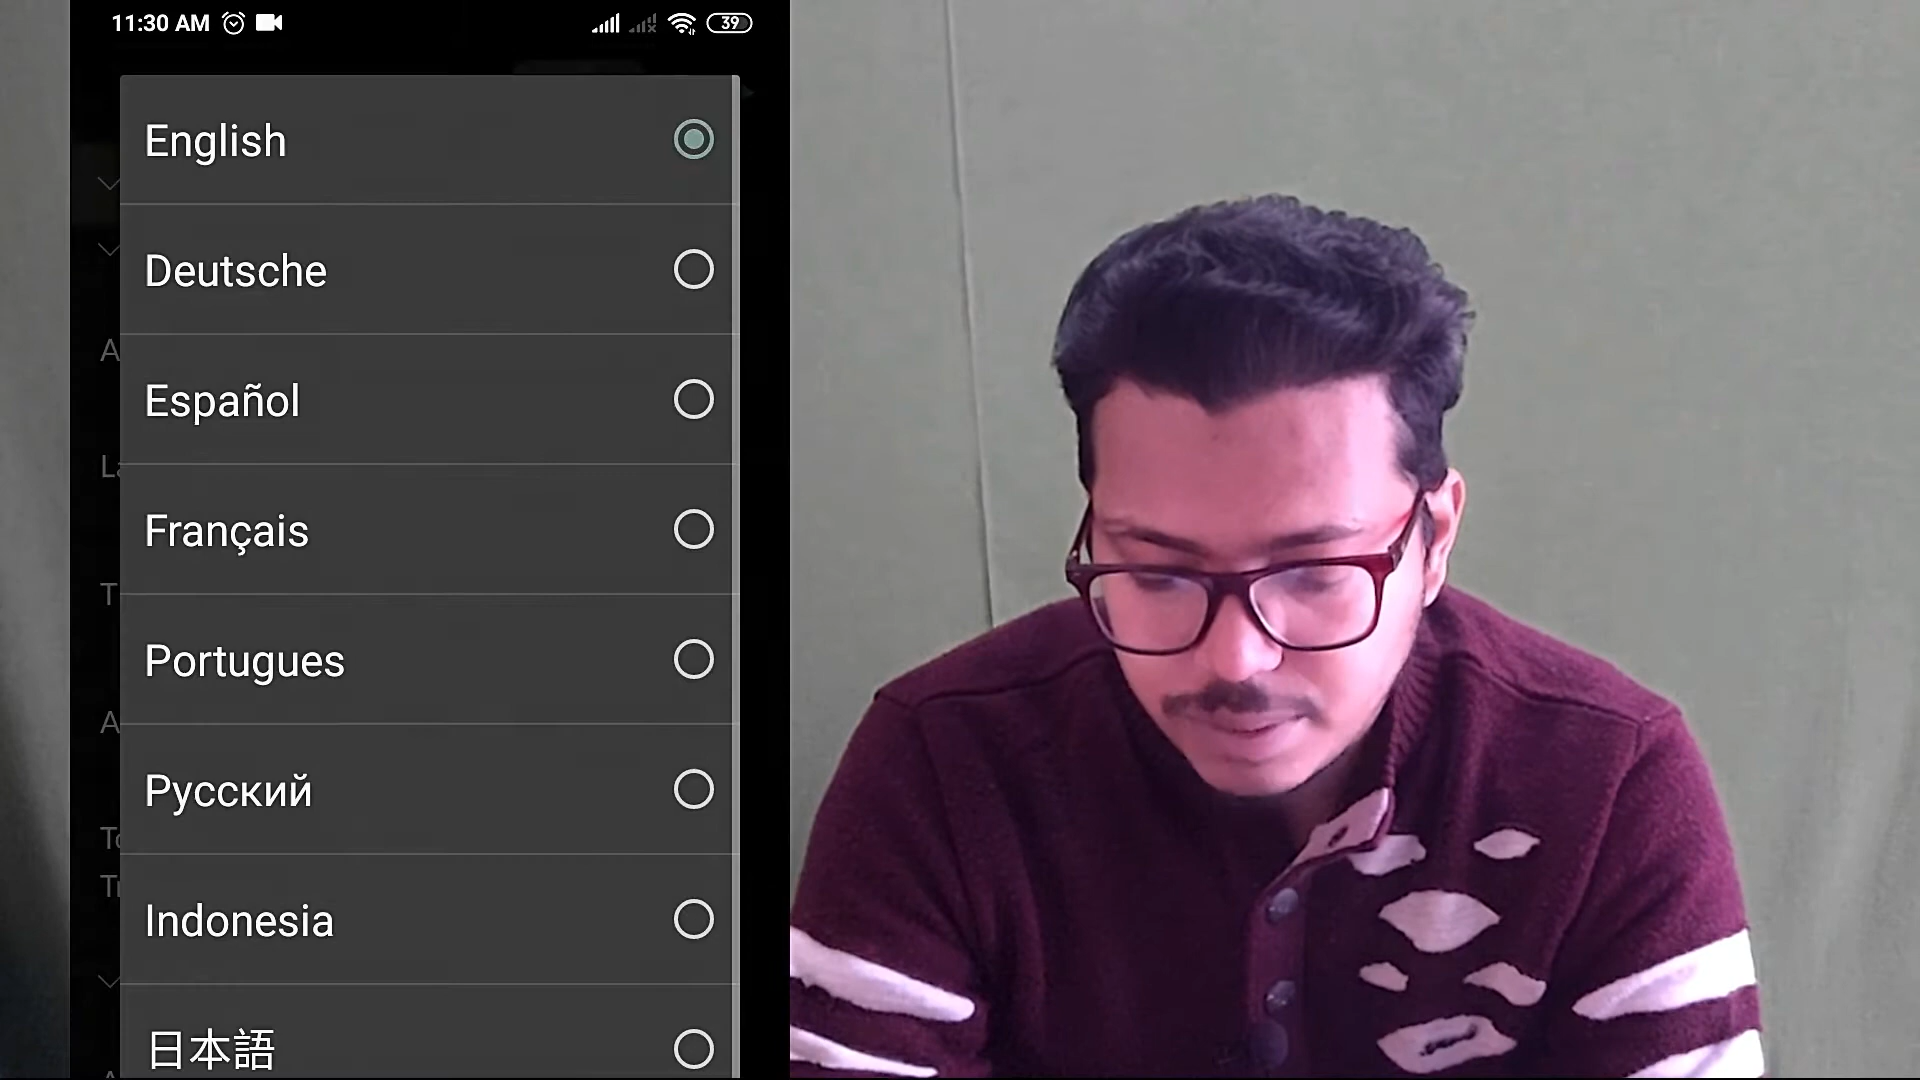 11:30 AM 39
English
Deutsche
Español
Français
Portugues
Русский
Indonesia
日本語